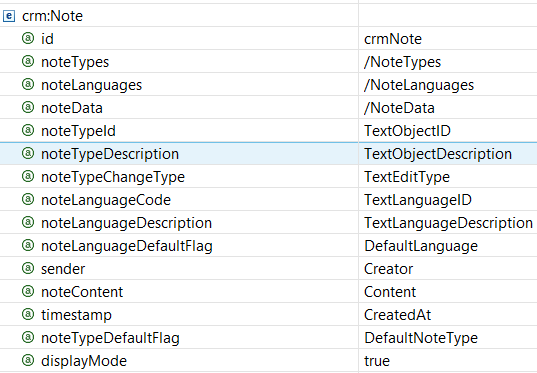 e crm:Note
a id crmNote
a noteTypes /NoteTypes
a noteLanguages /NoteLanguages
a noteData /NoteData
a noteTypeId TextObjectID
a noteTypeDescription TextObjectDescription
a noteTypeChangeType TextEditType
a noteLanguageCode TextLanguageID
a noteLanguageDescription TextLanguageDescription
a noteLanguageDefaultFlag DefaultLanguage
a sender Creator
a noteContent Content
a timestamp CreatedAt
a noteTypeDefaultFlag DefaultNoteType
a displayMode true